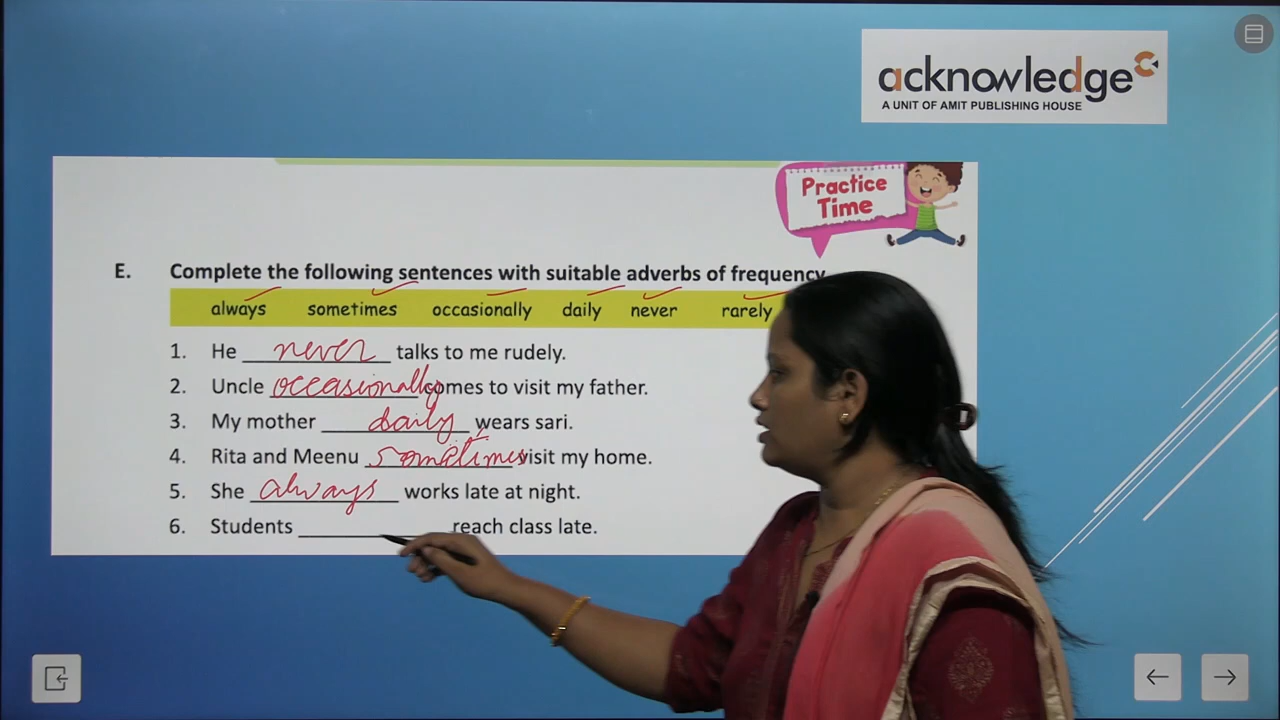 acknowledge
A UNIT OF AMIT PUBLISHING HOUSE
Practice
Time
E. Complete the following sentences with suitable adverbs of frequency
always sometimes occasionally daily never rarely
1. He never talks to me rudely.
2. Uncle occasionally comes to visit my father.
3. My mother daily wears sari.
4. Rita and Meenu sometimes visit my home.
5. She always works late at night.
6. Students ____________ reach class late.